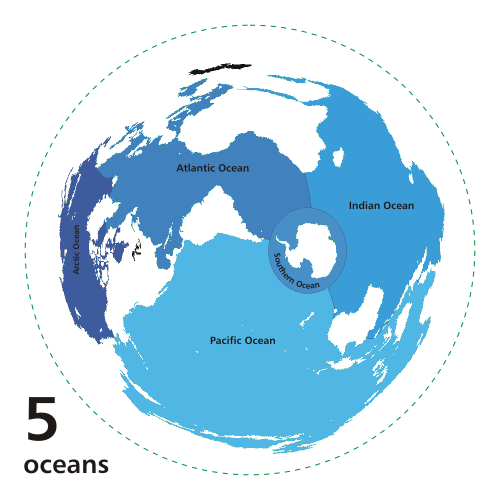 Atlantic Ocean
Indian Ocean
Arctic Ocean
Southern Ocean
Pacific Ocean
5
oceans